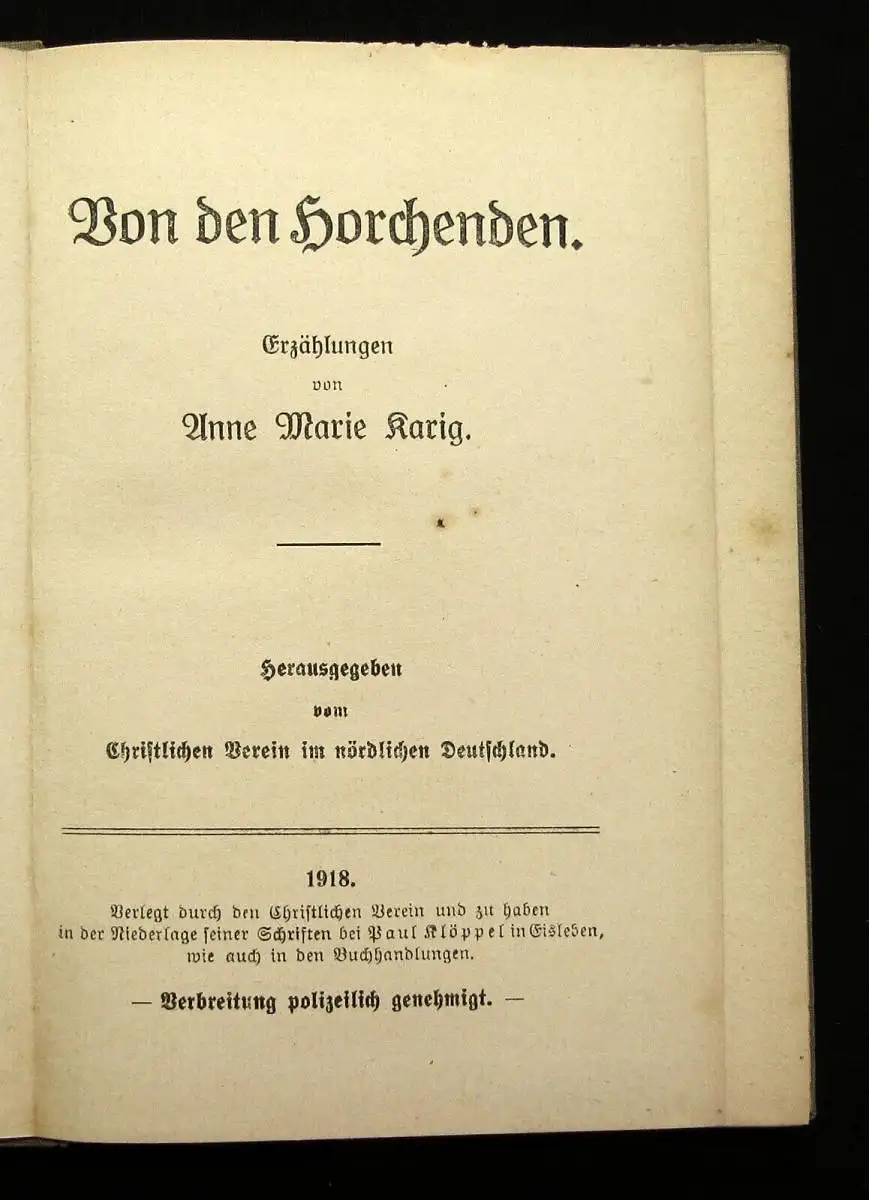 Von den Horchenden.
Erzählungen
von
Anne Marie Karig.
Herausgegeben
vom
Christlichen Verein im nördlichen Deutschland.
1918.
Verlegt durch den Christlichen Verein und zu haben
in der Niederlage seiner Schriften bei Paul Klöppel in Eisleben,
wie auch in den Buchhandlungen.
— Verbreitung polizeilich genehmigt. —